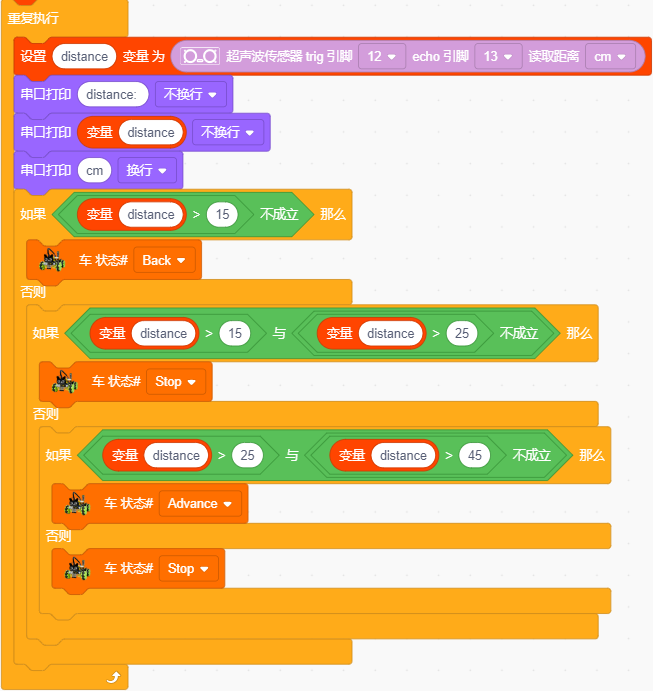 重复执行
设置 distance 变量 为 超声波传感器 trig 引脚 12 echo 引脚 13 读取距离 cm
串口打印 distance: 不换行
串口打印 变量 distance 不换行
串口打印 cm 换行
如果 变量 distance > 15 不成立 那么
车 状态# Back
否则
如果 变量 distance > 15 与 变量 distance > 25 不成立 那么
车 状态# Stop
否则
如果 变量 distance > 25 与 变量 distance > 45 不成立 那么
车 状态# Advance
否则
车 状态# Stop